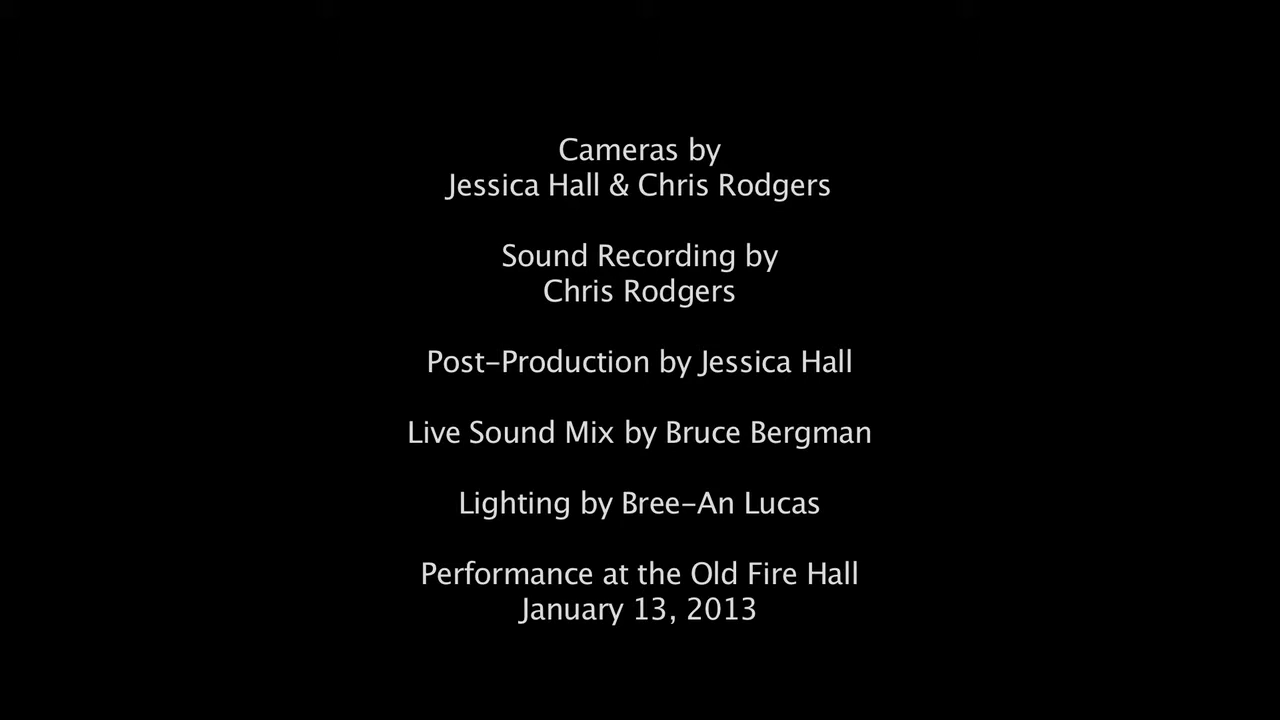 Cameras by
Jessica Hall & Chris Rodgers
Sound Recording by
Chris Rodgers
Post-Production by Jessica Hall
Live Sound Mix by Bruce Bergman
Lighting by Bree-An Lucas
Performance at the Old Fire Hall
January 13, 2013